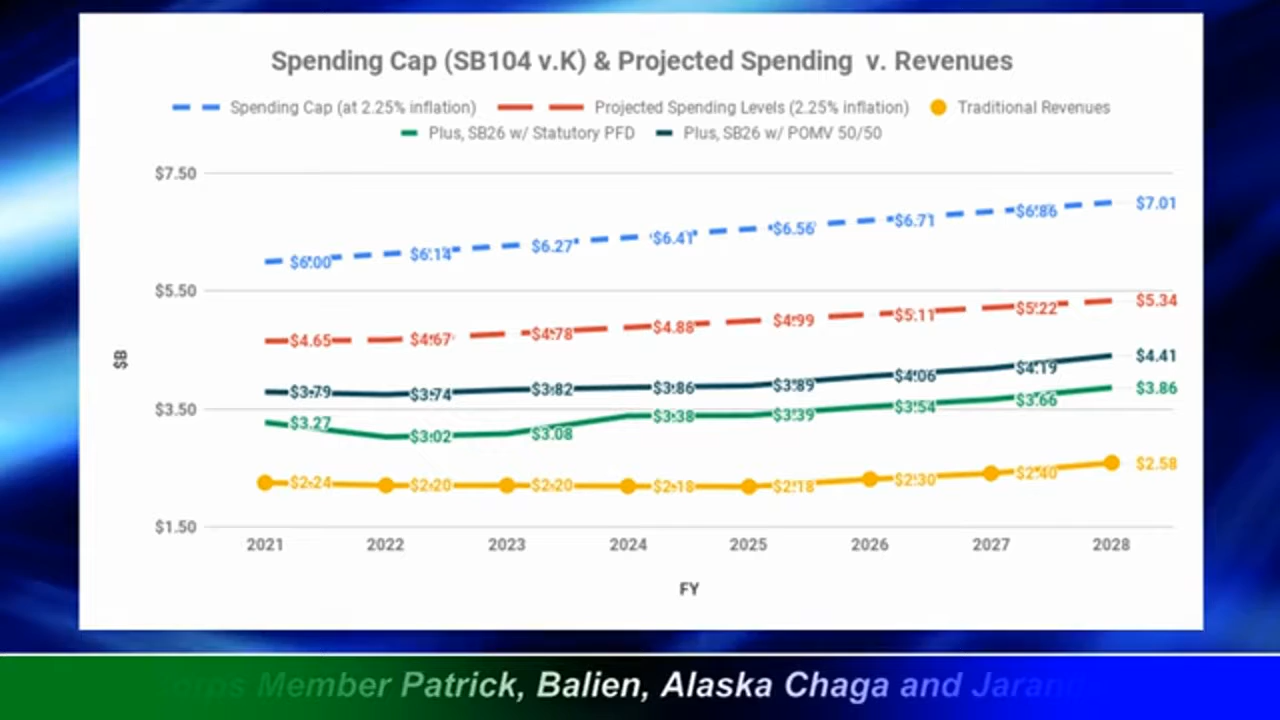 Spending Cap (SB104 v.K) & Projected Spending v. Revenues
Spending Cap (at 2.25% inflation) Projected Spending Levels (2.25% inflation) Traditional Revenues
Plus, SB26 w/ Statutory PFD Plus, SB26 w/ POMV 50/50
$7.50
$6.00 $6.14 $6.27 $6.41 $6.56 $6.71 $6.86 $7.01
$5.50
$4.65 $4.67 $4.78 $4.88 $4.99 $5.11 $5.22 $5.34
$B
$3.79 $3.74 $3.82 $3.86 $3.89 $4.06 $4.19 $4.41
$3.50
$3.27 $3.02 $3.08 $3.38 $3.39 $3.54 $3.66 $3.86
$2.24 $2.20 $2.20 $2.18 $2.18 $2.30 $2.40 $2.58
$1.50
2021 2022 2023 2024 2025 2026 2027 2028
FY
Member Patrick, Balien, Alaska Chaga and